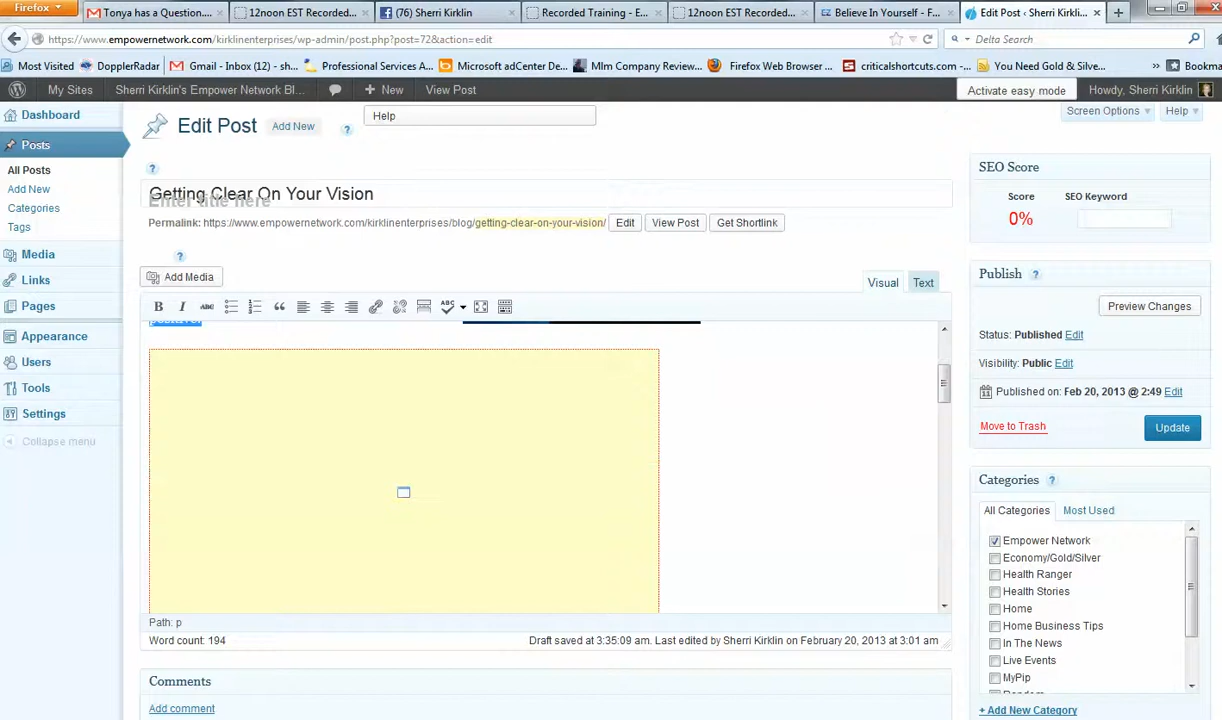 Firefox
Tonya has a Question....
12noon EST Recorded...
(76) Sherri Kirklin
Recorded Training - E...
12noon EST Recorded...
Believe In Yourself - F...
Edit Post ‹ Sherri Kirklin...
https://www.empowernetwork.com/kirklinenterprises/wp-admin/post.php?post=72&action=edit
Delta Search
Most Visited
DopplerRadar
Gmail - Inbox (12) - sh...
Professional Services A...
Microsoft adCenter De...
Mlm Company Review...
Firefox Web Browser ...
criticalshortcuts.com -...
You Need Gold & Silve...
Bookma
My Sites
Sherri Kirklin's Empower Network Bl...
+ New
View Post
Activate easy mode
Howdy, Sherri Kirklin
Dashboard
Posts
All Posts
Add New
Categories
Tags
Media
Links
Pages
Appearance
Users
Tools
Settings
Collapse menu
Help
Screen Options
Help
Edit Post
Add New
?
?
Getting Clear On Your Vision
Enter title here
Permalink: https://www.empowernetwork.com/kirklinenterprises/blog/getting-clear-on-your-vision/
Edit
View Post
Get Shortlink
?
Add Media
Visual
Text
B
I
ABC
ABC
Path: p
Word count: 194
Draft saved at 3:35:09 am. Last edited by Sherri Kirklin on February 20, 2013 at 3:01 am
Comments
Add comment
SEO Score
Score
SEO Keyword
0%
Publish ?
Preview Changes
Status: Published Edit
Visibility: Public Edit
Published on: Feb 20, 2013 @ 2:49 Edit
Move to Trash
Update
Categories ?
All Categories
Most Used
Empower Network
Economy/Gold/Silver
Health Ranger
Health Stories
Home
Home Business Tips
In The News
Live Events
MyPip
+ Add New Category